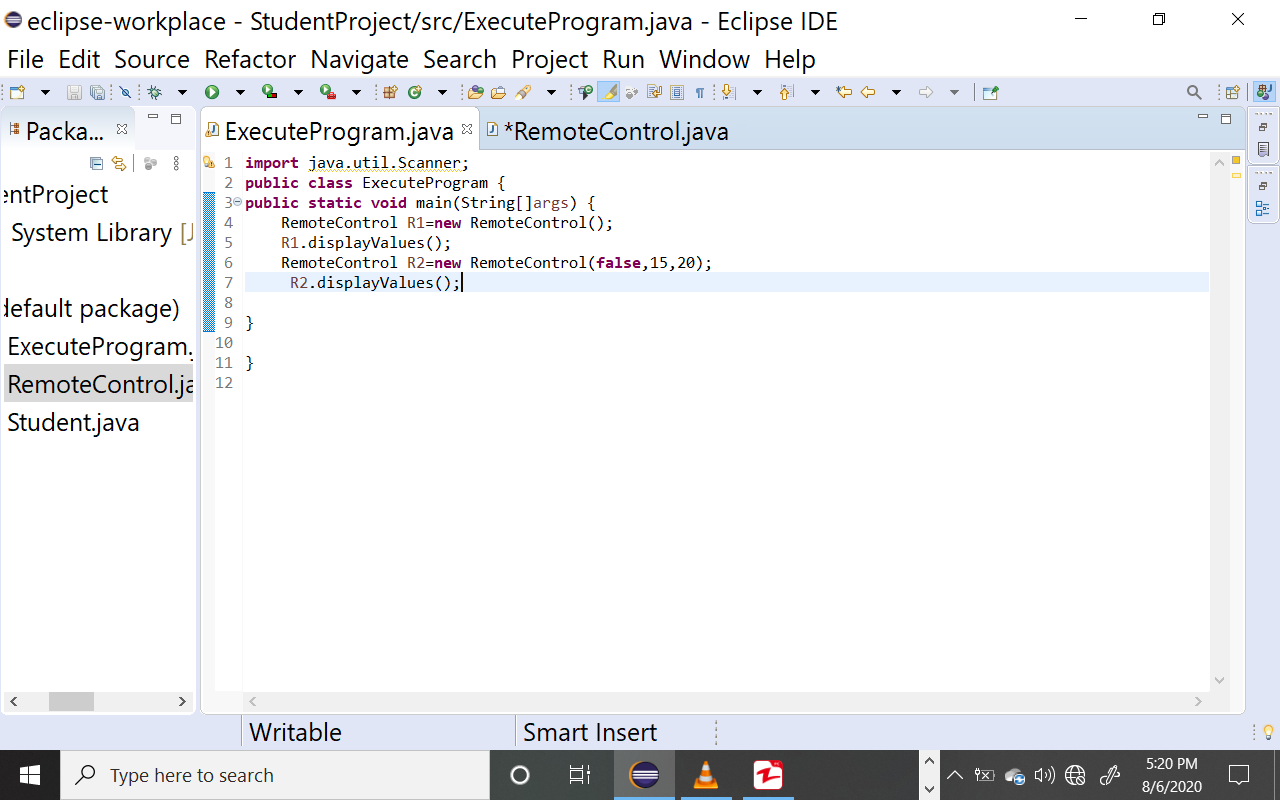 eclipse-workplace - StudentProject/src/ExecuteProgram.java - Eclipse IDE
File Edit Source Refactor Navigate Search Project Run Window Help
Packa...
ExecuteProgram.java
*RemoteControl.java
entProject
System Library [J
default package)
ExecuteProgram.
RemoteControl.ja
Student.java
1 import java.util.Scanner;
2 public class ExecuteProgram {
3 public static void main(String[]args) {
4 RemoteControl R1=new RemoteControl();
5 R1.displayValues();
6 RemoteControl R2=new RemoteControl(false,15,20);
7 R2.displayValues();
8
9 }
10
11 }
12
Writable
Smart Insert
Type here to search
5:20 PM
8/6/2020